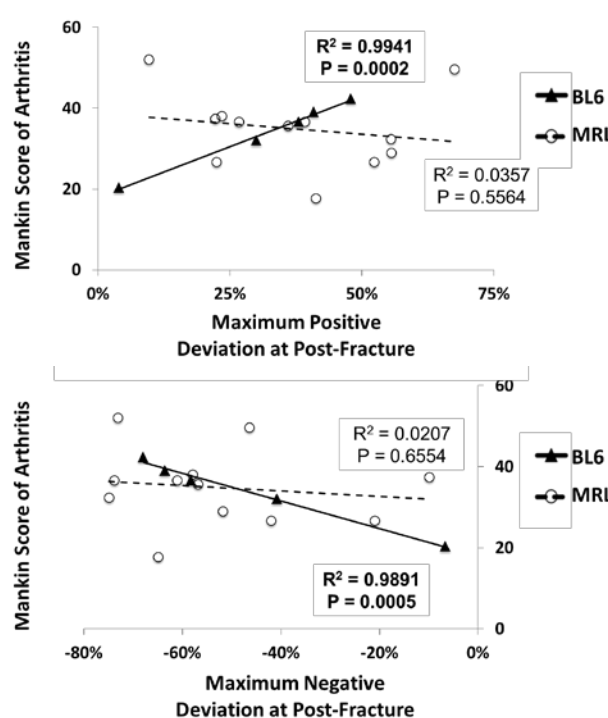 60
40
20
0
Mankin Score of Arthritis
R² = 0.9941
P = 0.0002
BL6
MRL
R² = 0.0357
P = 0.5564
0%
25%
50%
75%
Maximum Positive
Deviation at Post-Fracture
Mankin Score of Arthritis
60
40
20
0
R² = 0.0207
P = 0.6554
BL6
MRL
R² = 0.9891
P = 0.0005
-80%
-60%
-40%
-20%
0%
Maximum Negative
Deviation at Post-Fracture